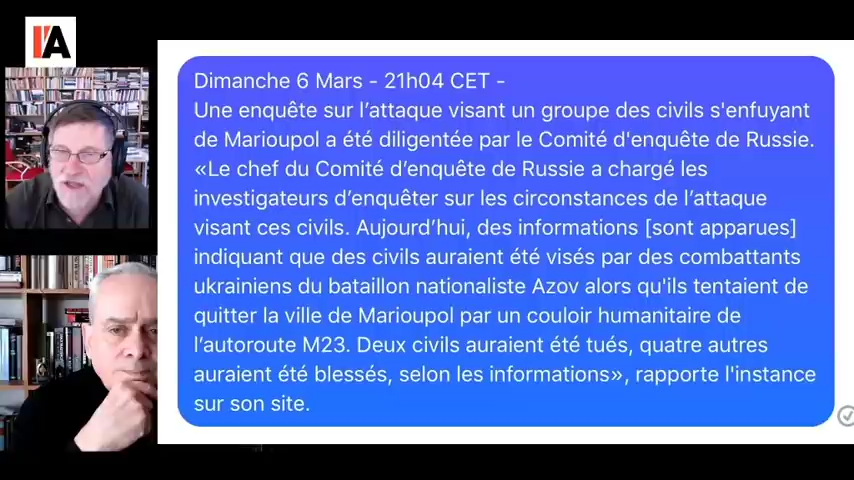 I'A
Dimanche 6 Mars - 21h04 CET -
Une enquête sur l’attaque visant un groupe des civils s'enfuyant
de Marioupol a été diligentée par le Comité d'enquête de Russie.
«Le chef du Comité d’enquête de Russie a chargé les
investigateurs d’enquêter sur les circonstances de l’attaque
visant ces civils. Aujourd’hui, des informations [sont apparues]
indiquant que des civils auraient été visés par des combattants
ukrainiens du bataillon nationaliste Azov alors qu'ils tentaient de
quitter la ville de Marioupol par un couloir humanitaire de
l’autoroute M23. Deux civils auraient été tués, quatre autres
auraient été blessés, selon les informations», rapporte l'instance
sur son site.